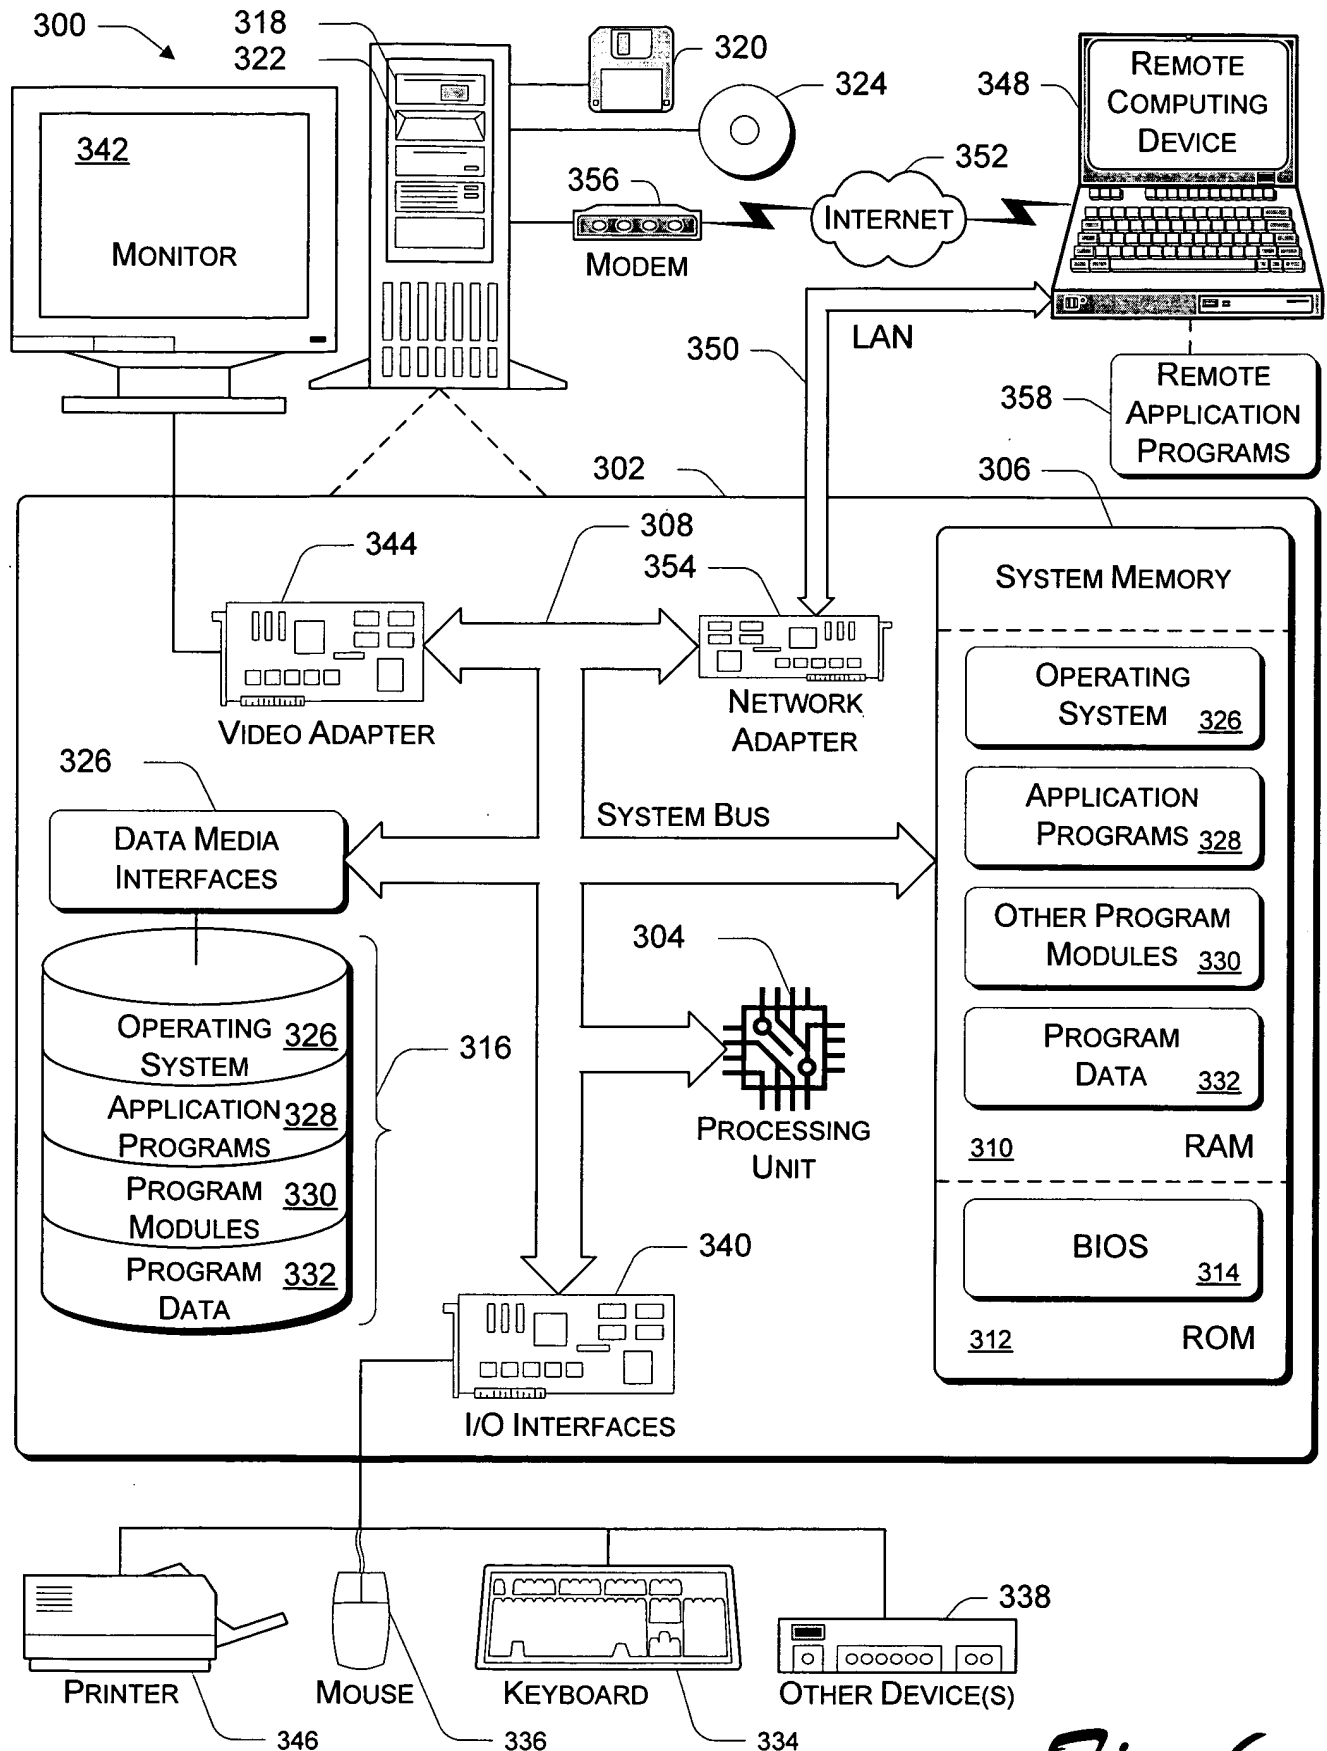 300
318
322
320
324
348
REMOTE
COMPUTING
DEVICE
342
MONITOR
356
MODEM
352
INTERNET
350
LAN
358
REMOTE
APPLICATION
PROGRAMS
302
306
308
344
354
SYSTEM MEMORY
VIDEO ADAPTER
NETWORK
ADAPTER
OPERATING
SYSTEM 326
326
DATA MEDIA
INTERFACES
SYSTEM BUS
APPLICATION
PROGRAMS 328
OTHER PROGRAM
MODULES 330
304
PROCESSING
UNIT
PROGRAM
DATA 332
310 RAM
OPERATING 326
SYSTEM
316
APPLICATION 328
PROGRAMS
PROGRAM 330
MODULES
PROGRAM 332
DATA
BIOS
314
312 ROM
340
I/O INTERFACES
PRINTER
346
MOUSE
336
KEYBOARD
334
338
OTHER DEVICE(S)